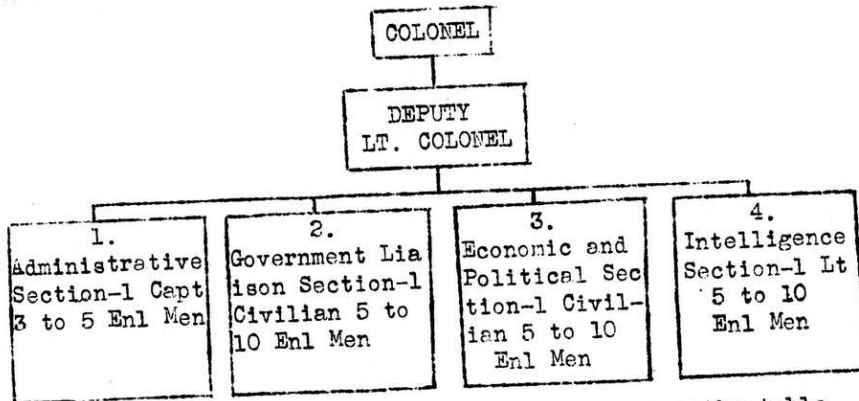 COLONEL
DEPUTY
LT. COLONEL
1.
Administrative
Section-1 Capt
3 to 5 Enl Men
2.
Government Lia
ison Section-1
Civilian 5 to
10 Enl Men
3.
Economic and
Political Sec
tion-1 Civil-
ian 5 to 10
Enl Men
4.
Intelligence
Section-1 Lt
5 to 10
Enl Men